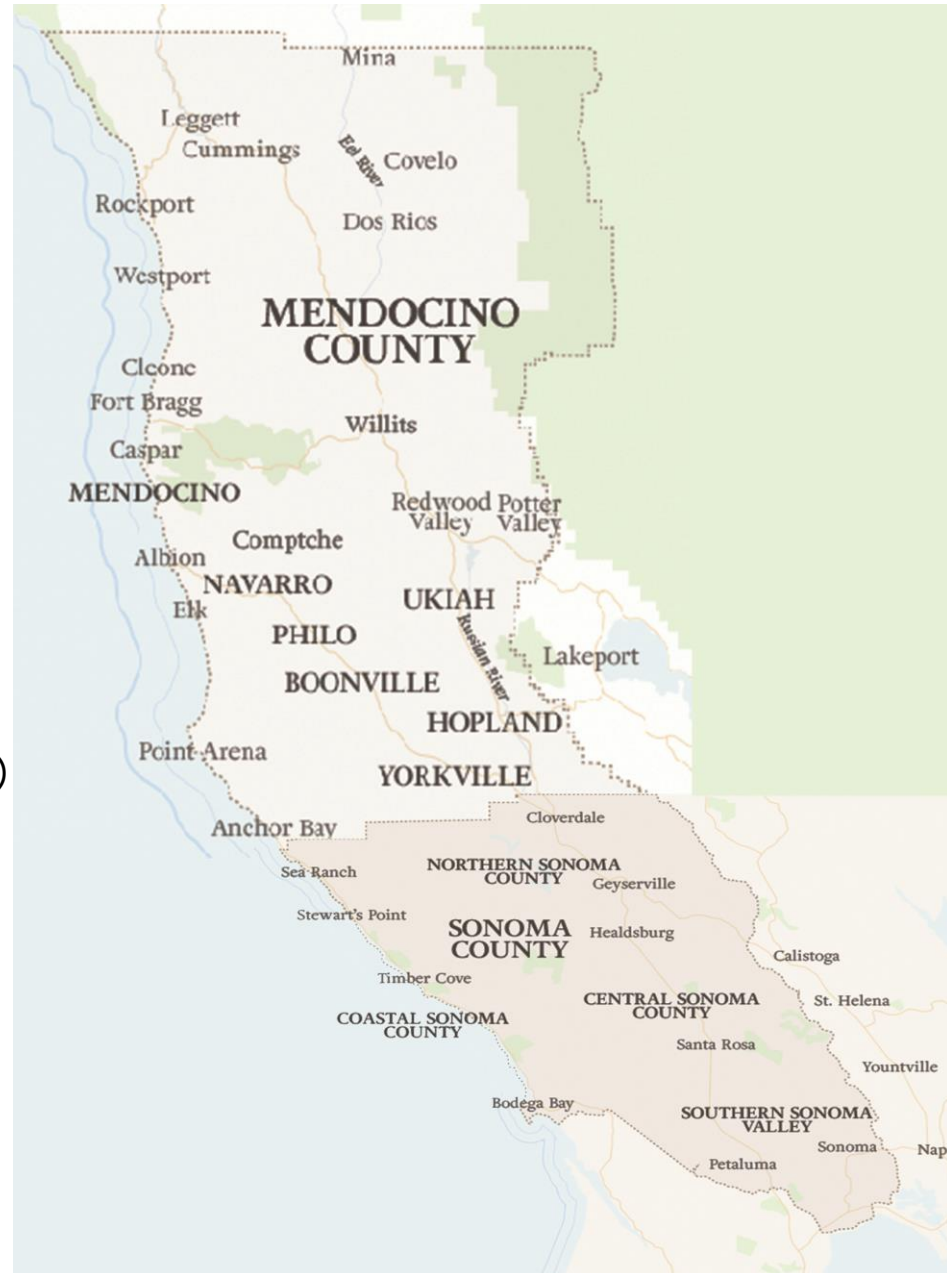 Mina
Leggett
Cummings
Eel River
Covelo
Rockport
Dos Rios
Westport
MENDOCINO
COUNTY
Cleone
Fort Bragg
Willits
Caspar
MENDOCINO
Redwood
Valley
Potter
Valley
Comptche
Albion
NAVARRO
UKIAH
Elk
Russian River
PHILO
Lakeport
BOONVILLE
HOPLAND
Point Arena
)
YORKVILLE
Cloverdale
Anchor Bay
NORTHERN SONOMA
COUNTY
Sea Ranch
Geyserville
Stewart's Point
SONOMA
COUNTY
Healdsburg
Calistoga
Timber Cove
CENTRAL SONOMA
COUNTY
St. Helena
COASTAL SONOMA
COUNTY
Santa Rosa
Yountville
Bodega Bay
SOUTHERN SONOMA
VALLEY
Sonoma
Nap
Petaluma